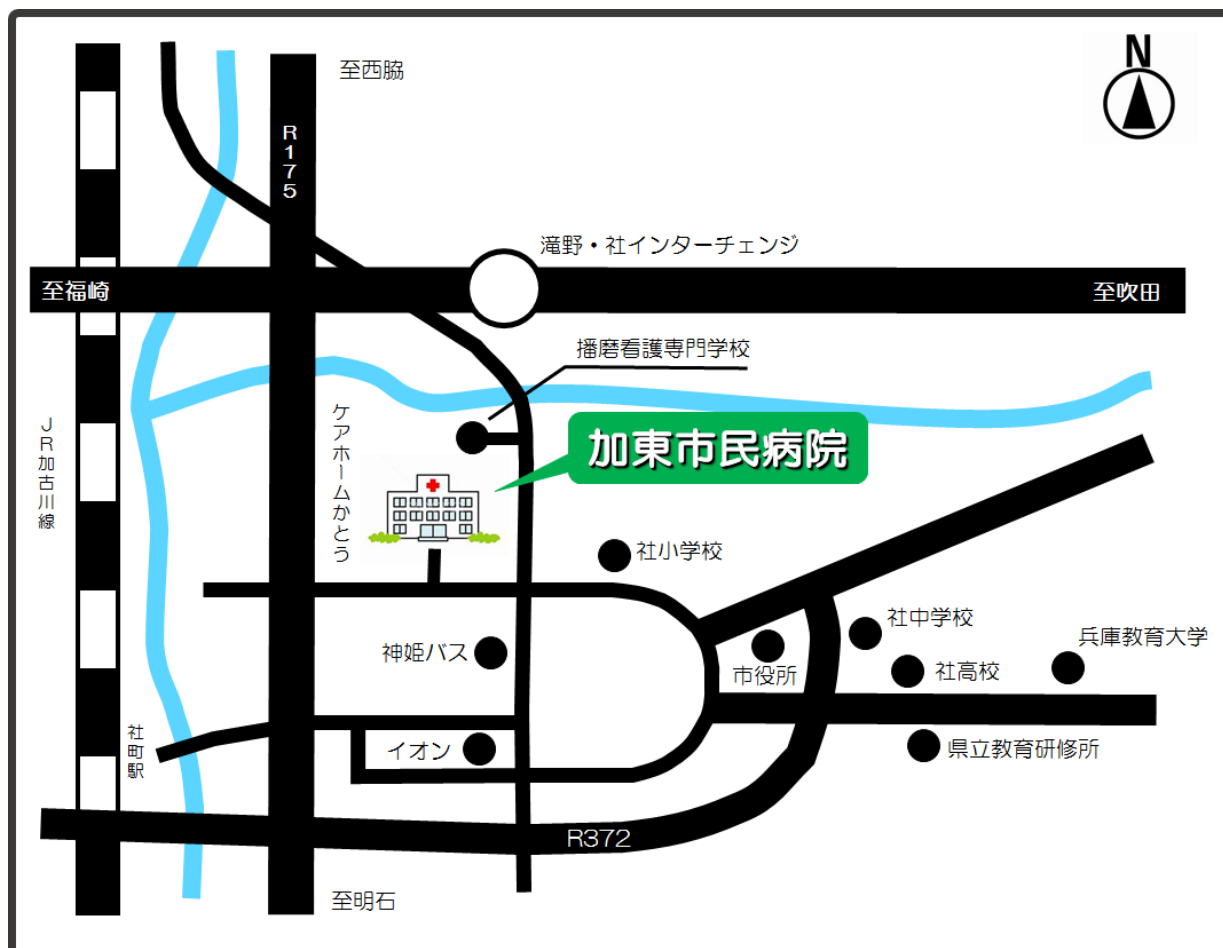 N
至西脇
R175
滝野・社インターチェンジ
至福崎
至吹田
播磨看護専門学校
JR加古川線
ケアホームかとう
加東市民病院
社小学校
社中学校
兵庫教育大学
神姫バス
市役所
社高校
社町駅
イオン
県立教育研修所
R372
至明石